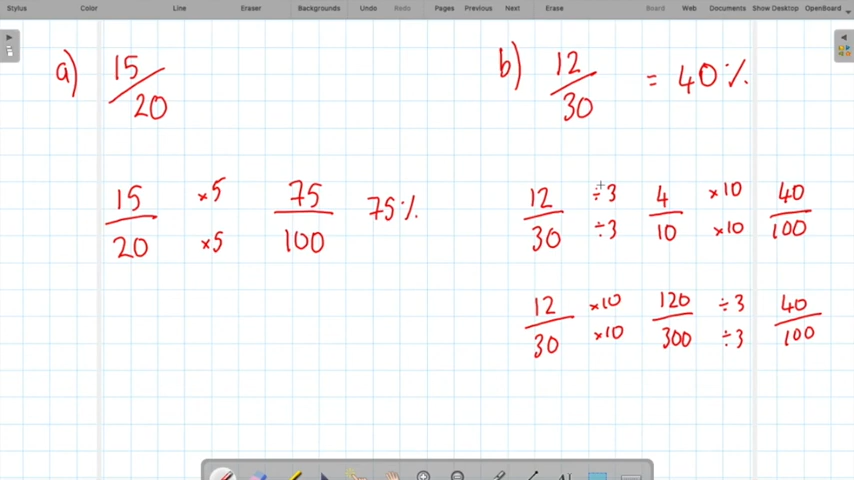 Stylus Color Line Eraser Backgrounds Undo Redo Pages Previous Next Erase Board Web Documents Show Desktop OpenBoard
a) 15/20
b) 12/30 = 40%
15/20 ×5 ×5 75/100 75%
12/30 ÷3 ÷3 4/10 ×10 ×10 40/100
12/30 ×10 ×10 120/300 ÷3 ÷3 40/100